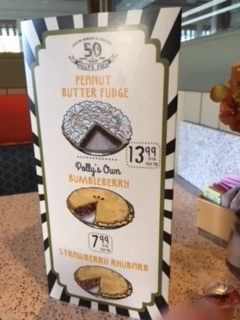 50
PEANUT
BUTTER FUDGE
13.99
Polly's Own
BUMBLEBERRY
7.99
STRAWBERRY RHUBARB